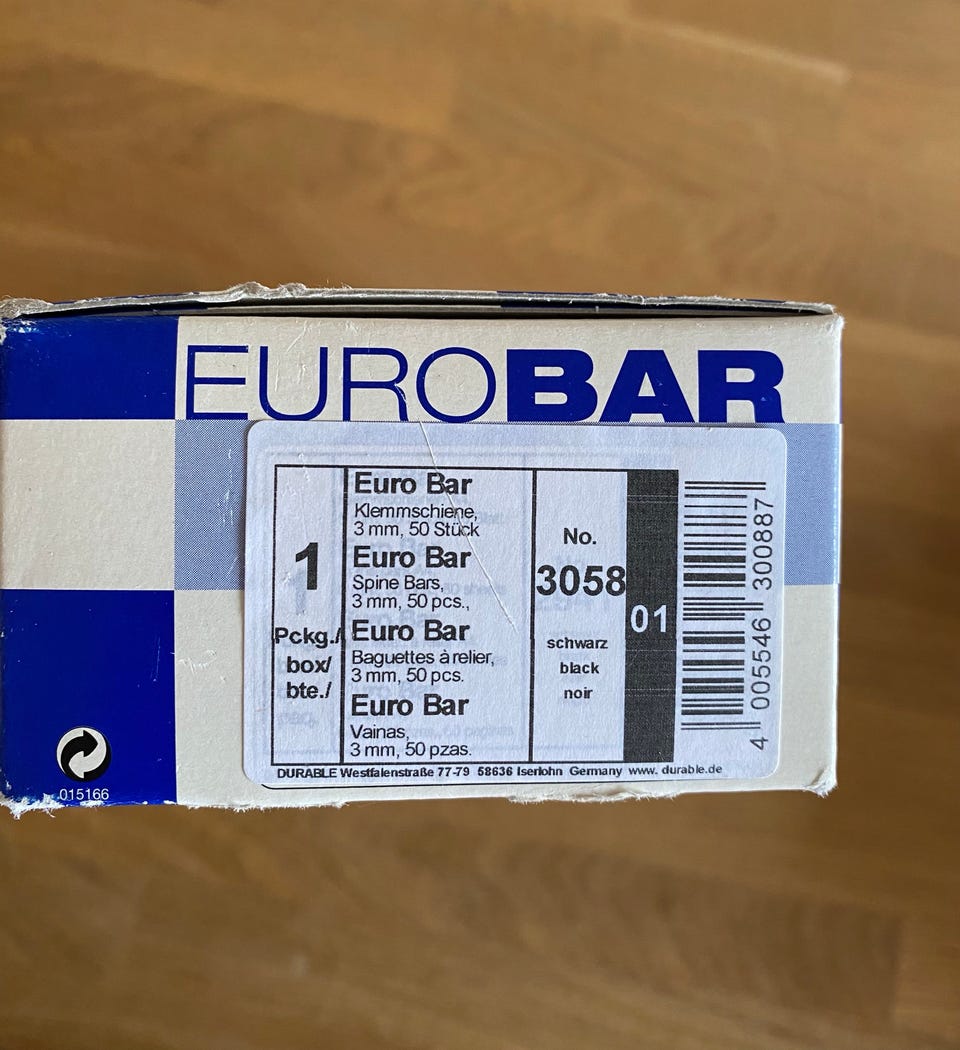 EUROBAR
1
Pckg./
box/
bte./
Euro Bar
Klemmschiene,
3 mm, 50 Stück
Euro Bar
Spine Bars,
3 mm, 50 pcs.,
Euro Bar
Baguettes à relier,
3 mm, 50 pcs.
Euro Bar
Vainas,
3 mm, 50 pzas.
No.
3058
schwarz
black
noir
01
4 005546 300887
DURABLE Westfalenstraße 77-79 58636 Iserlohn Germany www. durable.de
015166